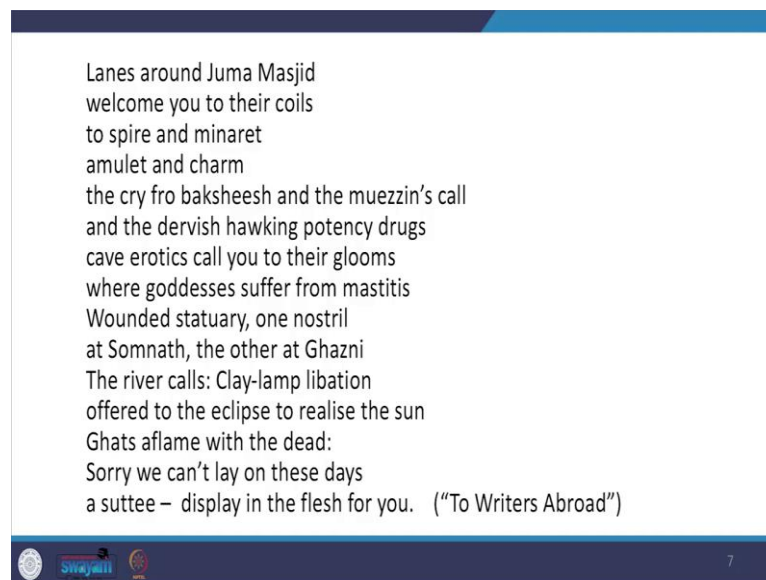 Lanes around Juma Masjid
welcome you to their coils
to spire and minaret
amulet and charm
the cry fro baksheesh and the muezzin's call
and the dervish hawking potency drugs
cave erotics call you to their glooms
where goddesses suffer from mastitis
Wounded statuary, one nostril
at Somnath, the other at Ghazni
The river calls: Clay-lamp libation
offered to the eclipse to realise the sun
Ghats aflame with the dead:
Sorry we can't lay on these days
a suttee – display in the flesh for you. ("To Writers Abroad")
swayam
7